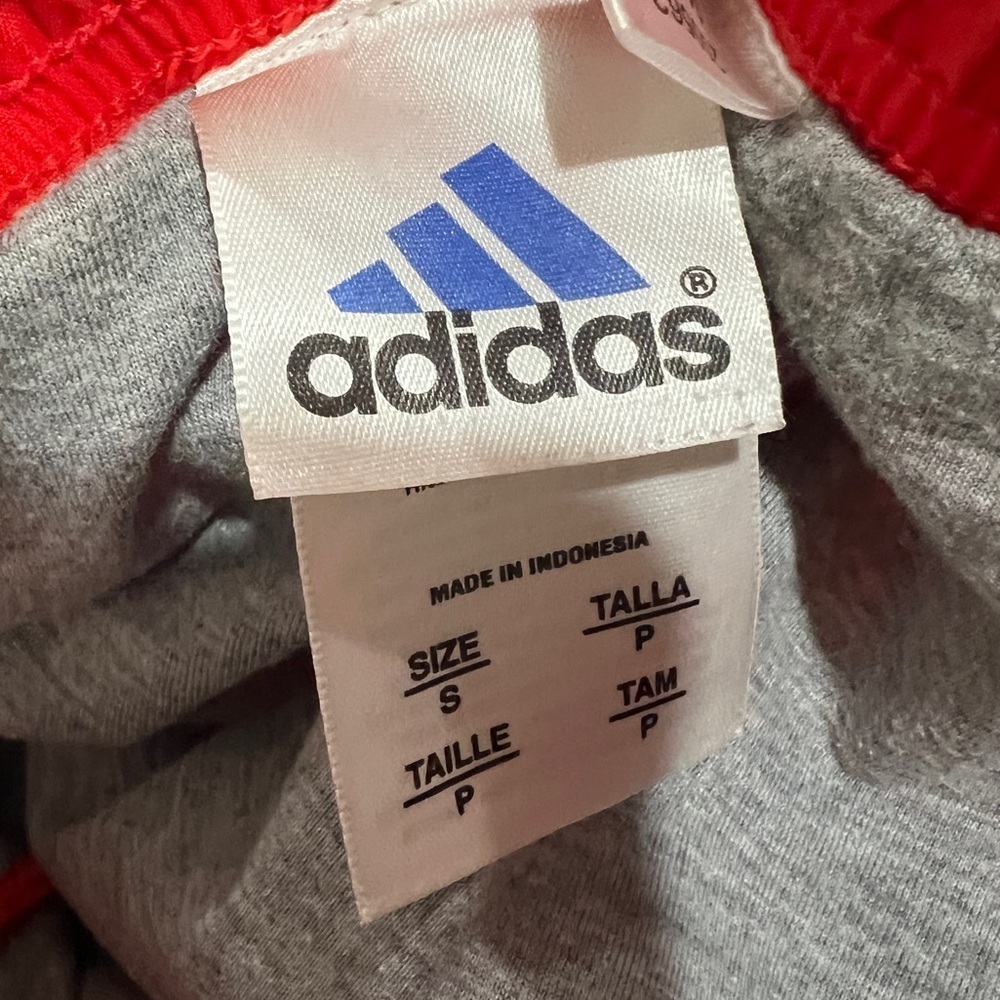 adidas®
MADE IN INDONESIA
SIZE
S
TALLA
P
TAILLE
P
TAM
P